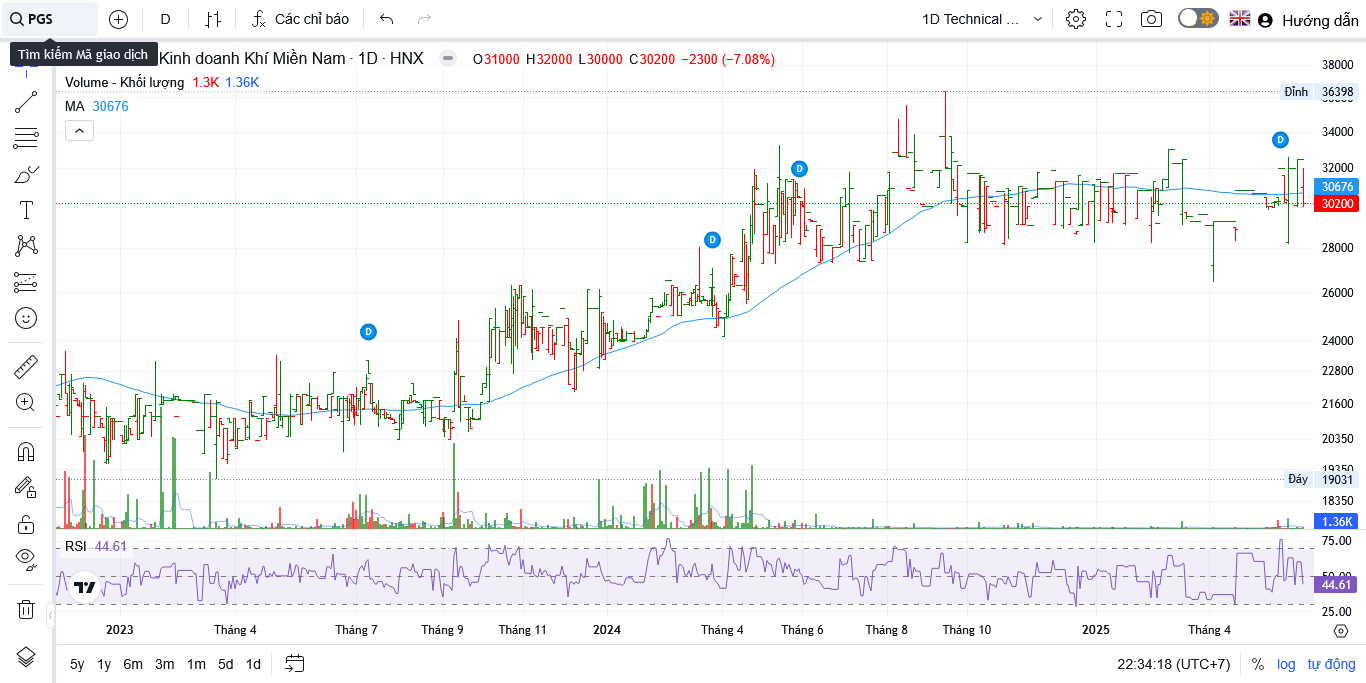 PGS
D
Các chỉ báo
1D Technical ...
Hướng dẫn
Tìm kiếm Mã giao dịch
Kinh doanh Khí Miền Nam · 1D · HNX
O31000 H32000 L30000 C30200 −2300 (−7.08%)
Volume - Khối lượng 1.3K 1.36K
MA 30676
38000
Đỉnh 36398
34000
32000
30676
30200
28000
26000
24000
22800
21600
20350
19350
Đáy 19031
18350
1.36K
D
D
D
D
RSI 44.61
75.00
50.00
44.61
25.00
2023 Tháng 4 Tháng 7 Tháng 9 Tháng 11 2024 Tháng 4 Tháng 6 Tháng 8 Tháng 10 2025 Tháng 4
5y 1y 6m 3m 1m 5d 1d
22:34:18 (UTC+7) % log tự động